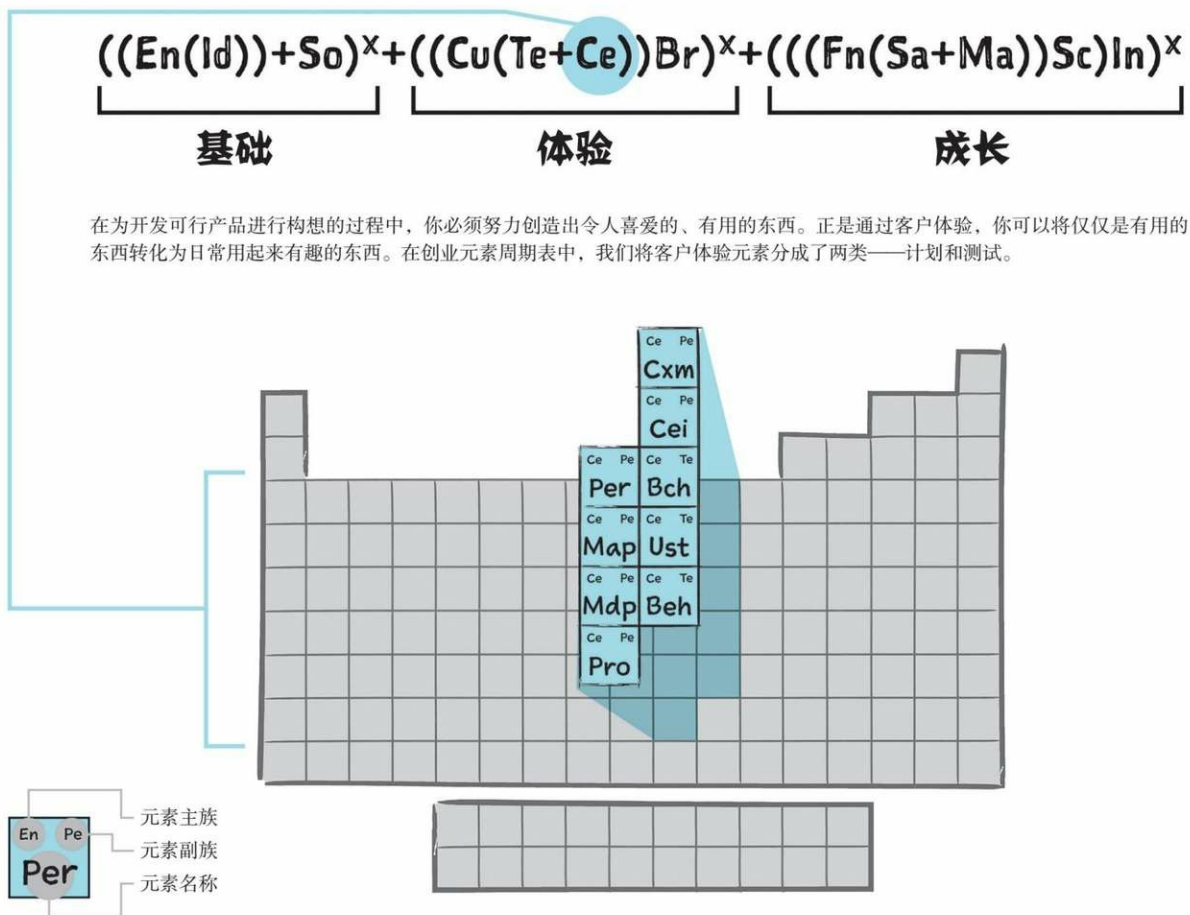 ((En(Id))+So)ˣ+((Cu(Te+Ce))Br)ˣ+(((Fn(Sa+Ma))Sc)In)ˣ
基础 体验 成长
在为开发可行产品进行构想的过程中，你必须努力创造出令人喜爱的、有用的东西。正是通过客户体验，你可以将仅仅是有用的
东西转化为日常用起来有趣的东西。在创业元素周期表中，我们将客户体验元素分成了两类——计划和测试。
Ce Pe
Cxm
Ce Pe
Cei
Ce Pe Ce Te
Per Bch
Ce Pe Ce Te
Map Ust
Ce Pe Ce Te
Mdp Beh
Ce Pe
Pro
元素主族
En Pe
元素副族
Per
元素名称